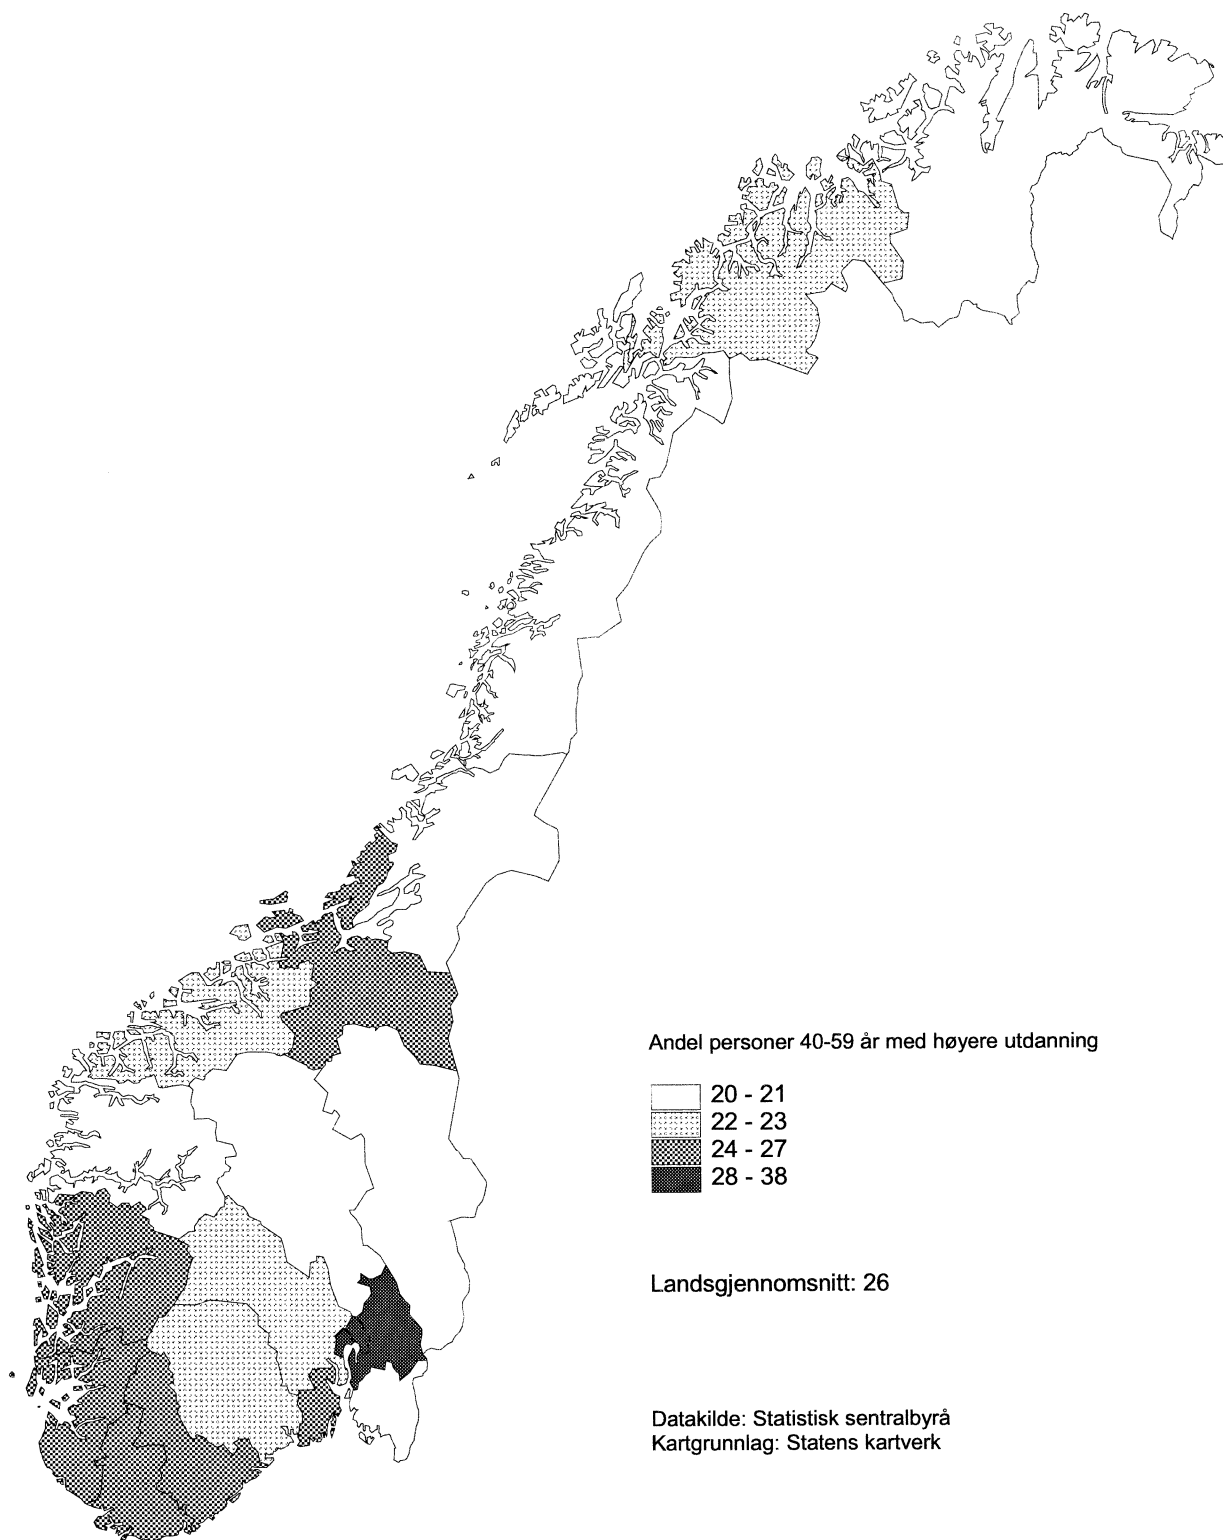 Andel personer 40-59 år med høyere utdanning
20 - 21
22 - 23
24 - 27
28 - 38
Landsgjennomsnitt: 26
Datakilde: Statistisk sentralbyrå
Kartgrunnlag: Statens kartverk